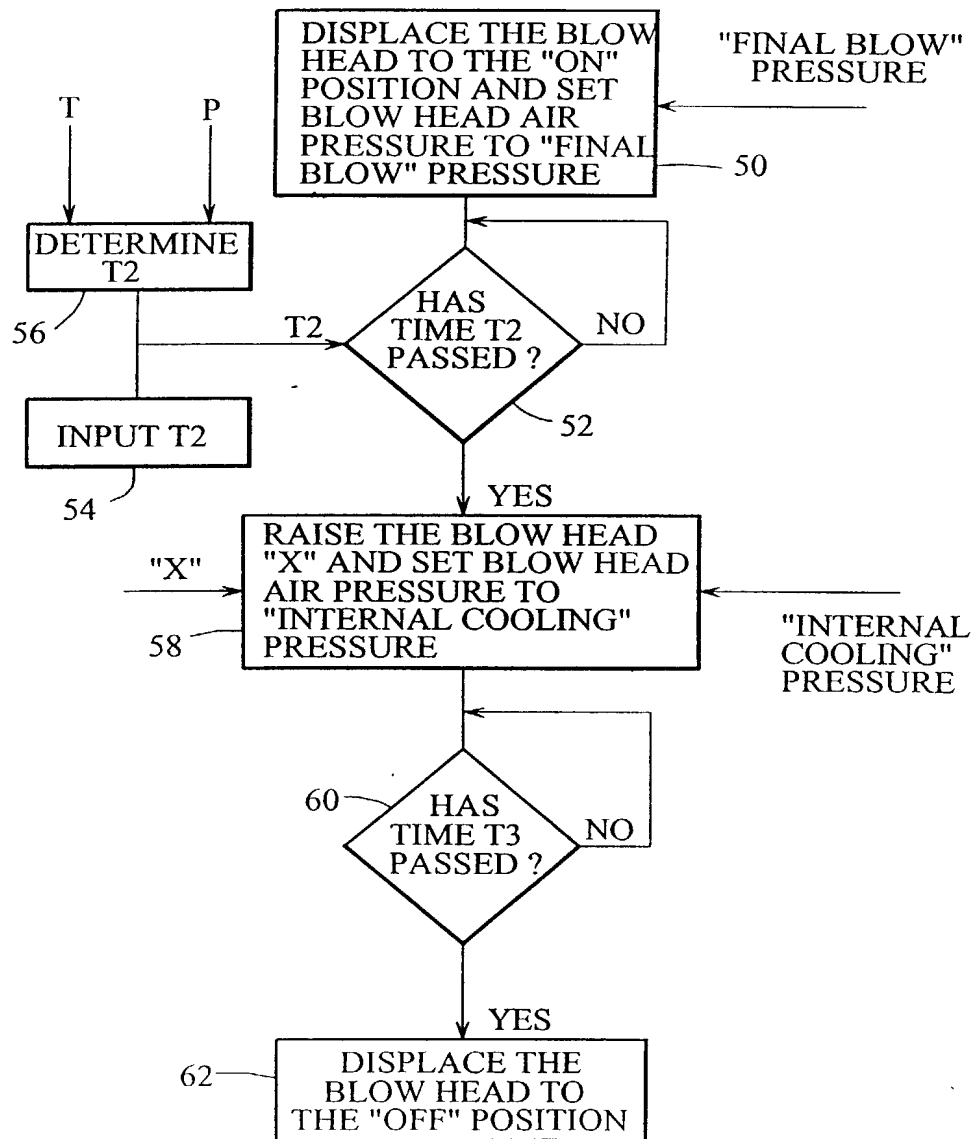 DISPLACE THE BLOW
HEAD TO THE "ON"
POSITION AND SET
BLOW HEAD AIR
PRESSURE TO "FINAL
BLOW" PRESSURE
"FINAL BLOW"
PRESSURE
50
T
P
DETERMINE
T2
56
T2
HAS
TIME T2
PASSED ?
NO
52
INPUT T2
54
YES
RAISE THE BLOW HEAD
"X" AND SET BLOW HEAD
AIR PRESSURE TO
"INTERNAL COOLING"
PRESSURE
"X"
58
"INTERNAL
COOLING"
PRESSURE
60
HAS
TIME T3
PASSED ?
NO
YES
62
DISPLACE THE
BLOW HEAD TO
THE "OFF" POSITION